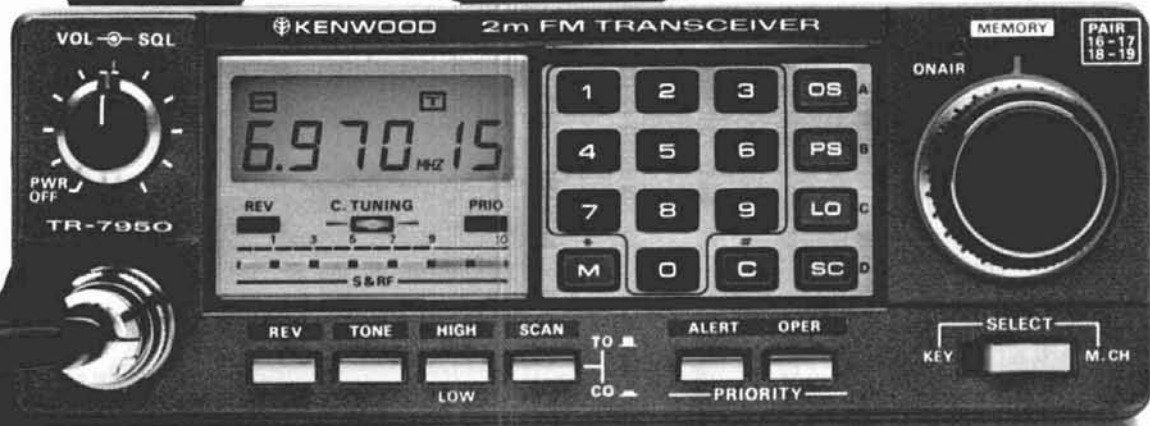 KENWOOD 2m FM TRANSCEIVER
VOL SQL
PWR
OFF
TR-7950
6.970 MHZ 15
T
REV C. TUNING PRIO
1 3 5 7 9 10
S & RF
1 2 3 OS A
4 5 6 PS B
7 8 9 LO C
* #
M 0 C SC D
MEMORY
PAIR
16-17
18-19
ONAIR
REV TONE HIGH SCAN
LOW
TO
CO
ALERT OPER
PRIORITY
SELECT
KEY M.CH